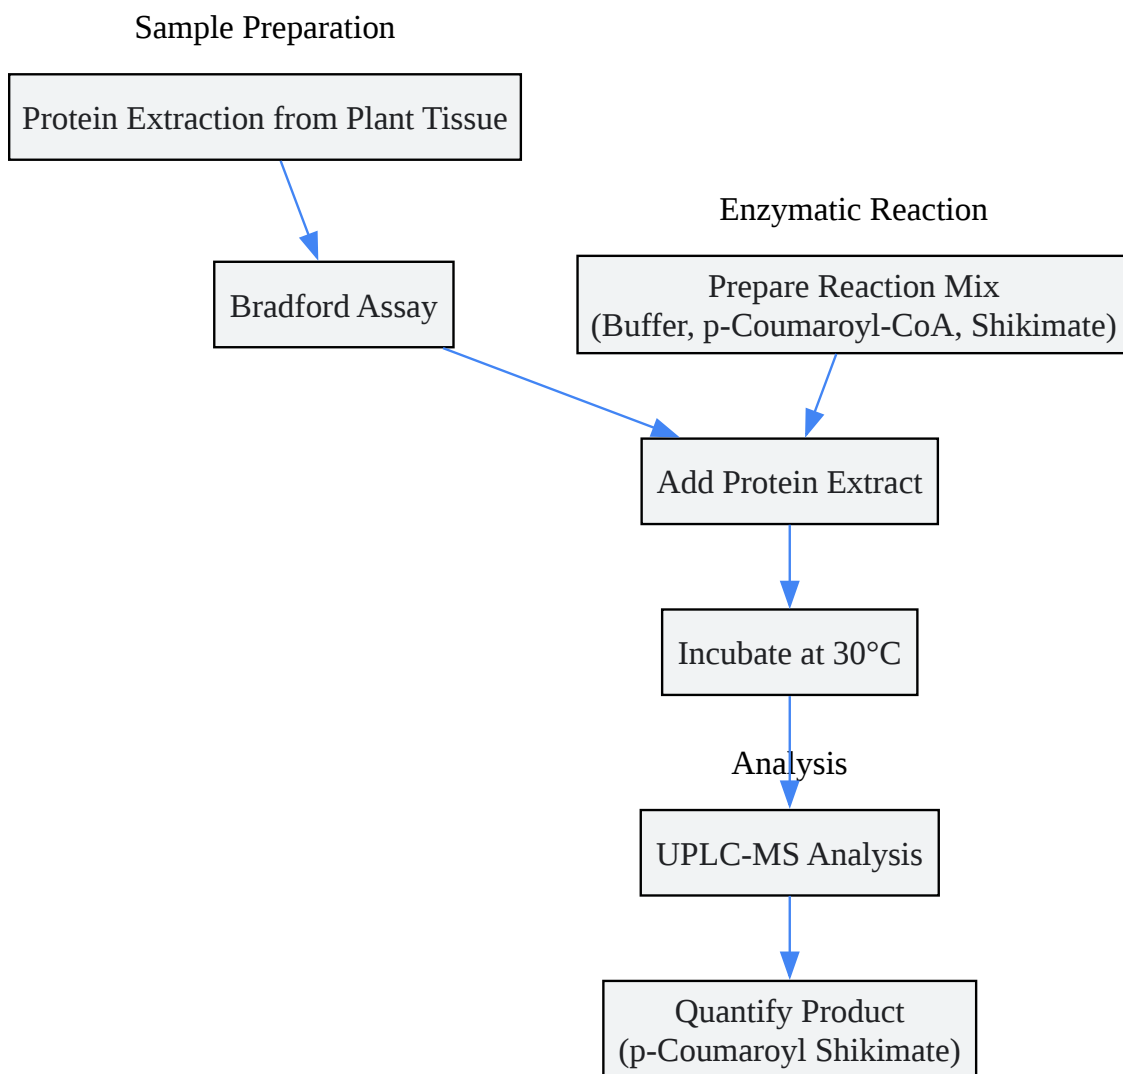 Sample Preparation
Protein Extraction from Plant Tissue
Enzymatic Reaction
Bradford Assay
Prepare Reaction Mix
(Buffer, p-Coumaroyl-CoA, Shikimate)
Add Protein Extract
Incubate at 30°C
Analysis
UPLC-MS Analysis
Quantify Product
(p-Coumaroyl Shikimate)